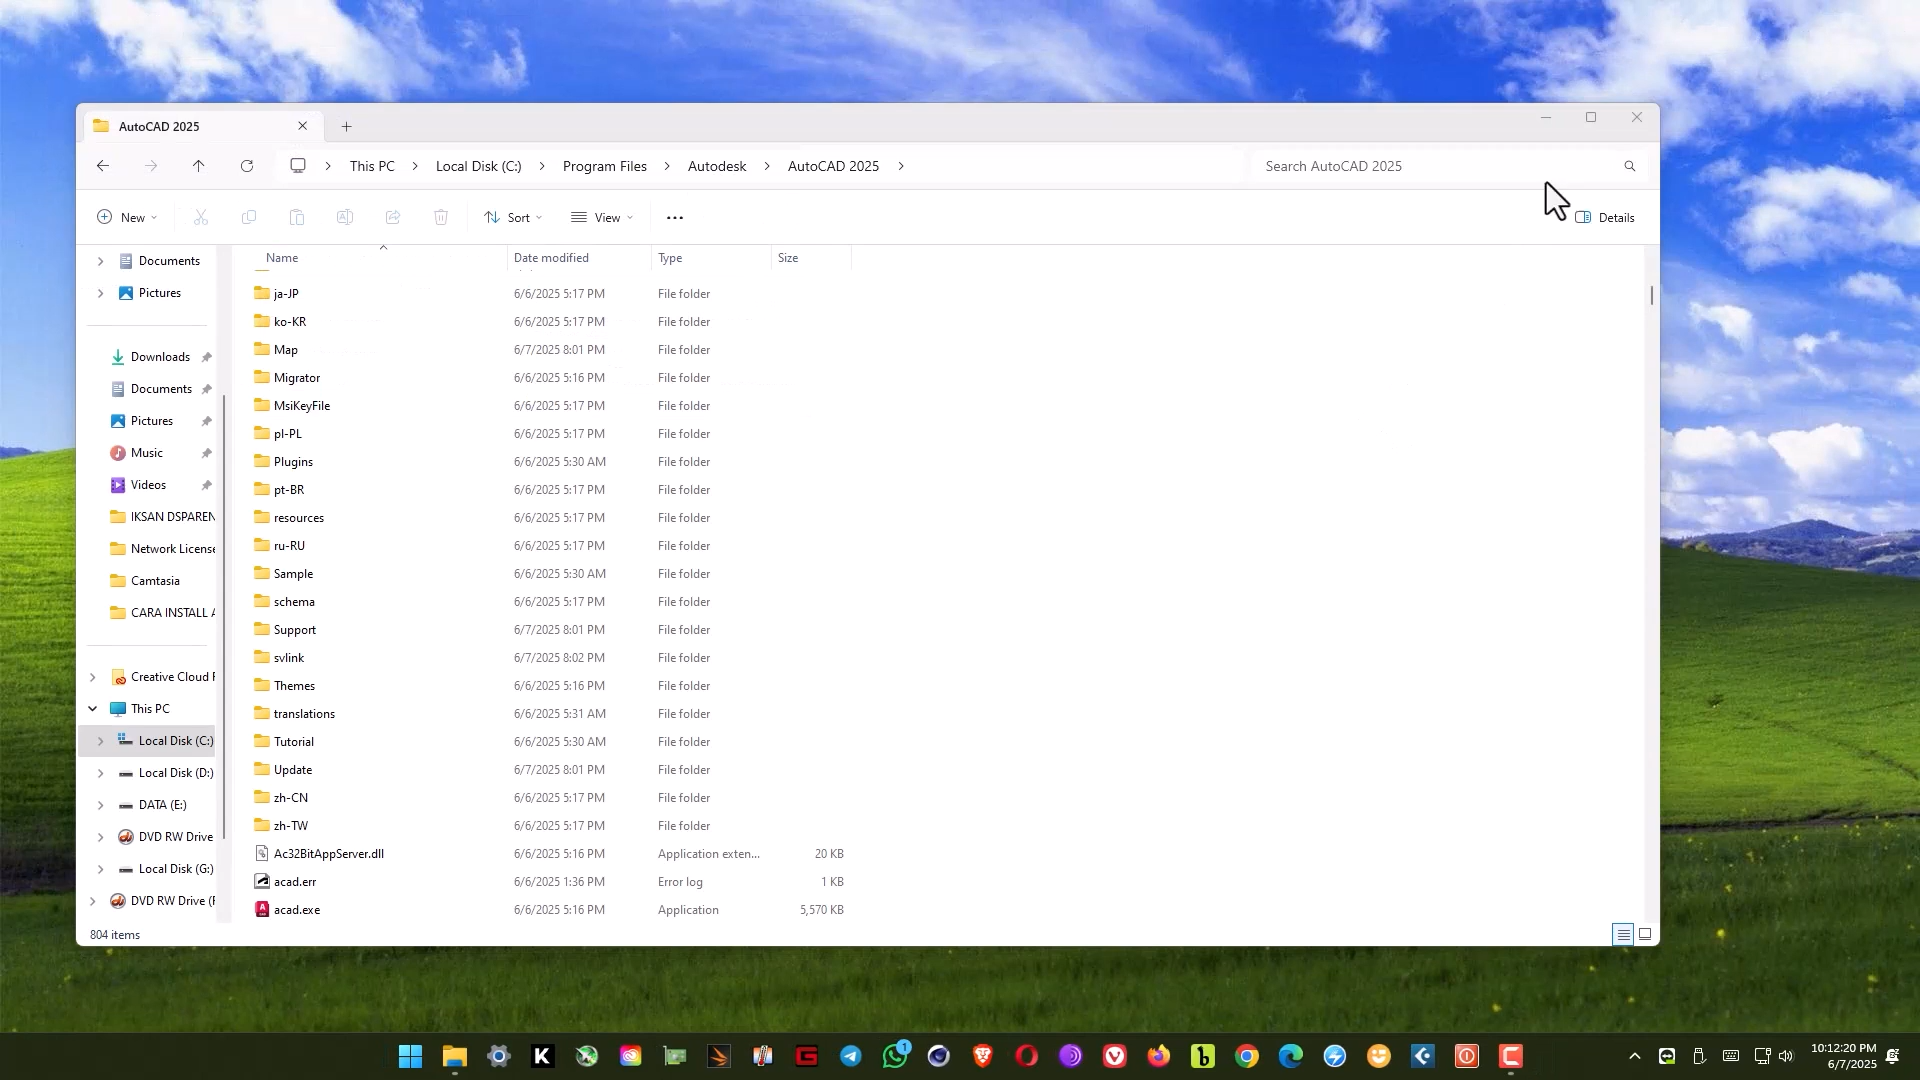 AutoCAD 2025
This PC > Local Disk (C:) > Program Files > Autodesk > AutoCAD 2025 >
Search AutoCAD 2025
New
Sort
View
Details
Name Date modified Type Size
Documents
Pictures
Downloads
Documents
Pictures
Music
Videos
IKSAN DSPAREN
Network License
Camtasia
CARA INSTALL A
Creative Cloud F
This PC
Local Disk (C:)
Local Disk (D:)
DATA (E:)
DVD RW Drive
Local Disk (G:)
DVD RW Drive (F
ja-JP 6/6/2025 5:17 PM File folder
ko-KR 6/6/2025 5:17 PM File folder
Map 6/7/2025 8:01 PM File folder
Migrator 6/6/2025 5:16 PM File folder
MsiKeyFile 6/6/2025 5:17 PM File folder
pl-PL 6/6/2025 5:17 PM File folder
Plugins 6/6/2025 5:30 AM File folder
pt-BR 6/6/2025 5:17 PM File folder
resources 6/6/2025 5:17 PM File folder
ru-RU 6/6/2025 5:17 PM File folder
Sample 6/6/2025 5:30 AM File folder
schema 6/6/2025 5:17 PM File folder
Support 6/7/2025 8:01 PM File folder
svlink 6/7/2025 8:02 PM File folder
Themes 6/6/2025 5:16 PM File folder
translations 6/6/2025 5:31 AM File folder
Tutorial 6/6/2025 5:30 AM File folder
Update 6/7/2025 8:01 PM File folder
zh-CN 6/6/2025 5:17 PM File folder
zh-TW 6/6/2025 5:17 PM File folder
Ac32BitAppServer.dll 6/6/2025 5:16 PM Application exten... 20 KB
acad.err 6/6/2025 1:36 PM Error log 1 KB
acad.exe 6/6/2025 5:16 PM Application 5,570 KB
804 items
1
10:12:20 PM
6/7/2025